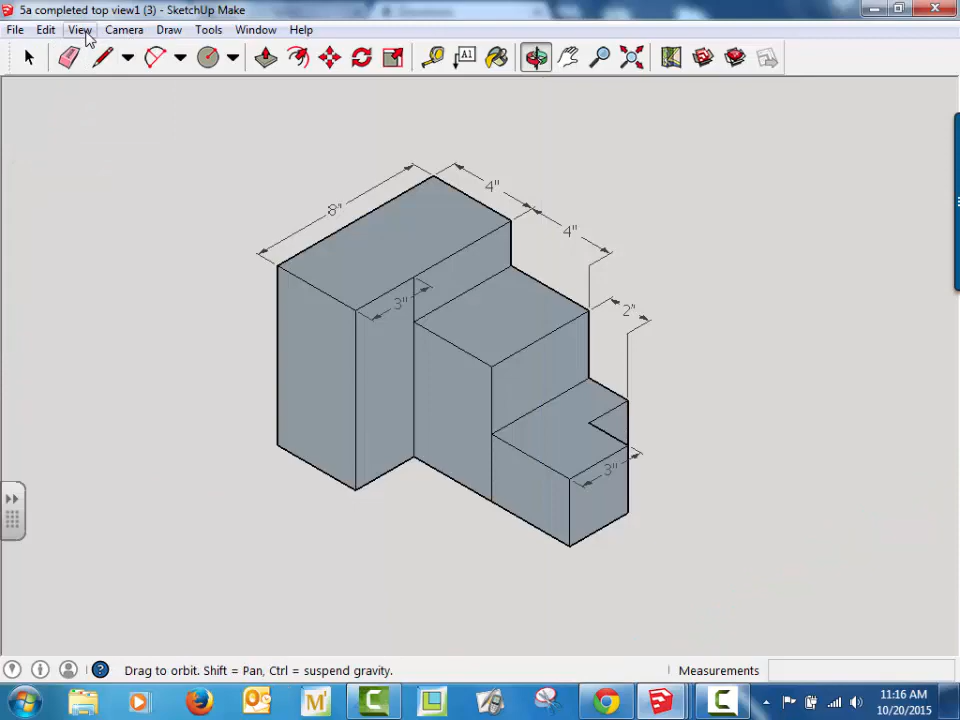 5a completed top view1 (3) - SketchUp Make
File Edit View Camera Draw Tools Window Help
A1
4"
8"
4"
3"
2"
3"
Drag to orbit. Shift = Pan, Ctrl = suspend gravity.
Measurements
11:16 AM
10/20/2015